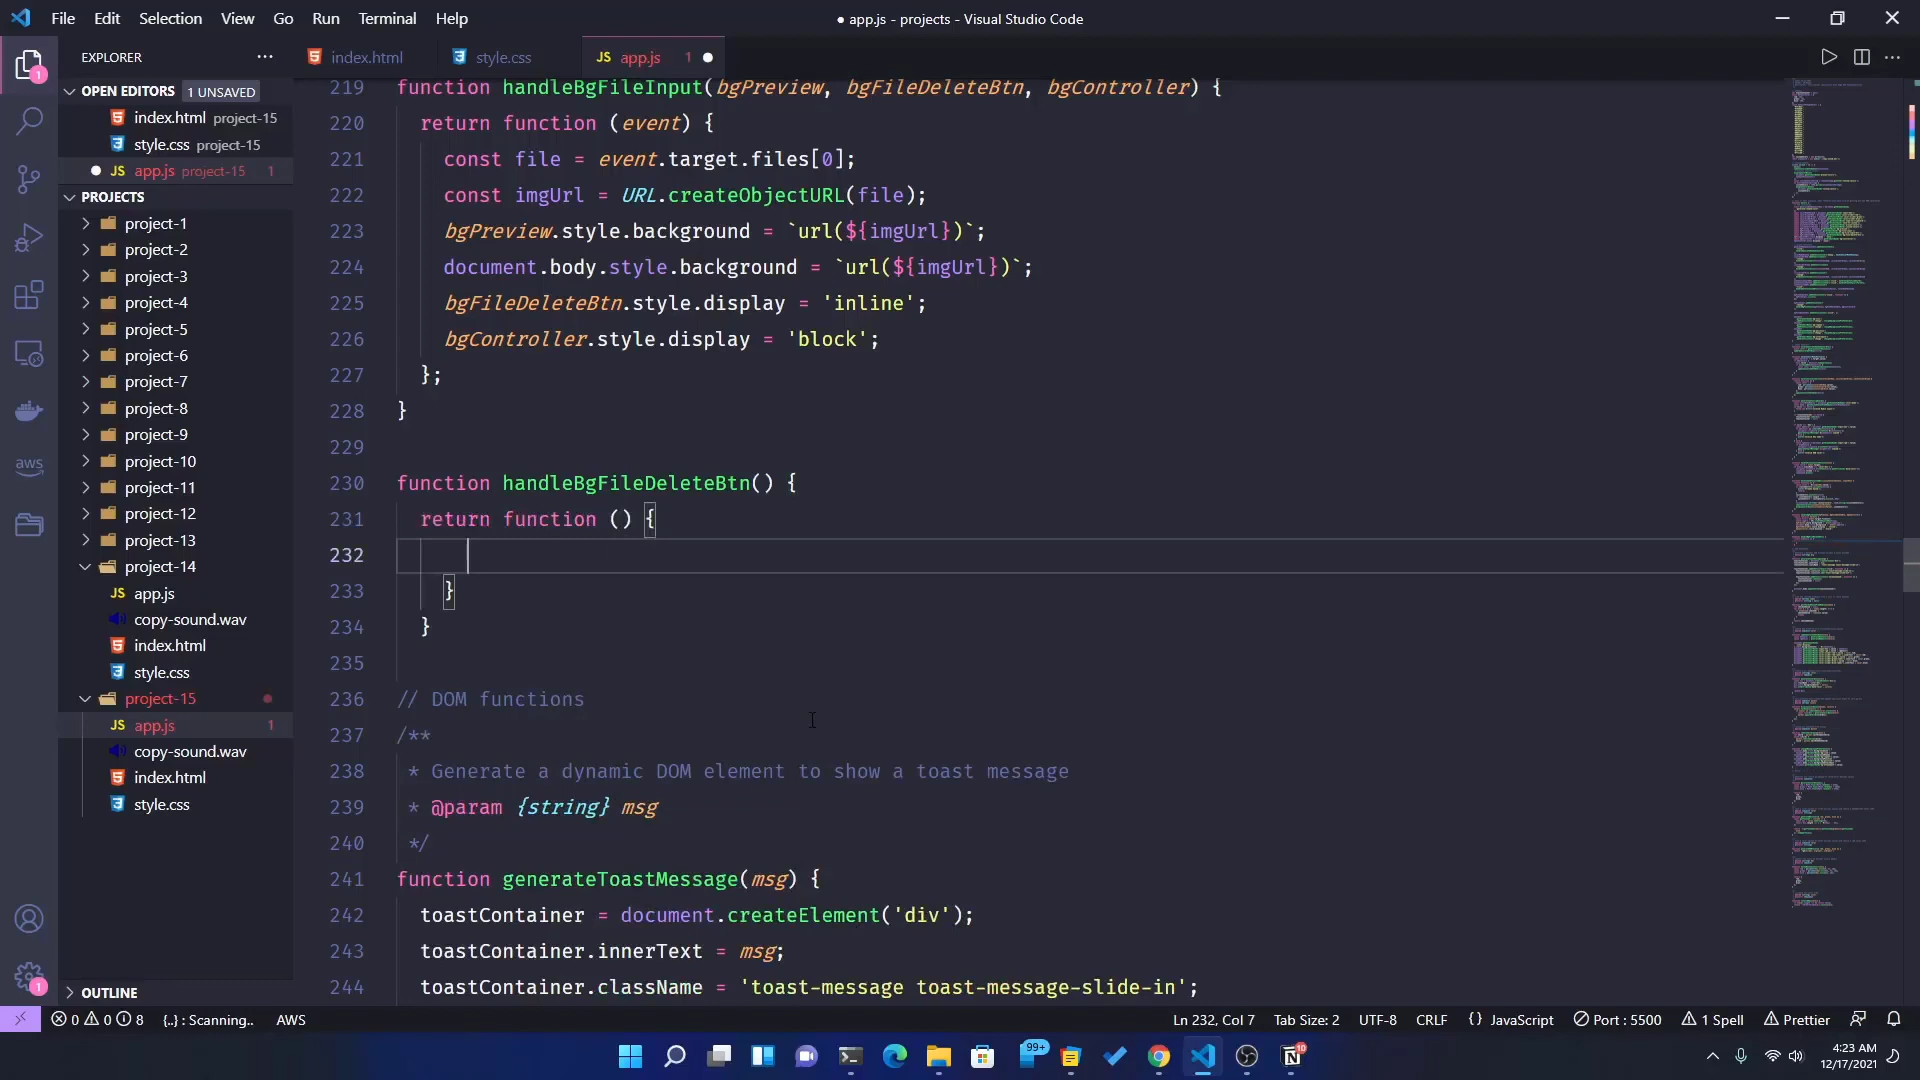 File Edit Selection View Go Run Terminal Help
● app.js - projects - Visual Studio Code
EXPLORER
index.html
style.css
JS app.js 1
OPEN EDITORS 1 UNSAVED
index.html project-15
style.css project-15
JS app.js project-15 1
PROJECTS
project-1
project-2
project-3
project-4
project-5
project-6
project-7
project-8
project-9
project-10
project-11
project-12
project-13
project-14
JS app.js
copy-sound.wav
index.html
style.css
project-15
JS app.js 1
copy-sound.wav
index.html
style.css
OUTLINE
1
aws
1
219 function handleBgFileInput(bgPreview, bgFileDeleteBtn, bgController) {
220 return function (event) {
221 const file = event.target.files[0];
222 const imgUrl = URL.createObjectURL(file);
223 bgPreview.style.background = `url(${imgUrl})`;
224 document.body.style.background = `url(${imgUrl})`;
225 bgFileDeleteBtn.style.display = 'inline';
226 bgController.style.display = 'block';
227 };
228 }
229
230 function handleBgFileDeleteBtn() {
231 return function () {
232
233 }
234 }
235
236 // DOM functions
237 /**
238 * Generate a dynamic DOM element to show a toast message
239 * @param {string} msg
240 */
241 function generateToastMessage(msg) {
242 toastContainer = document.createElement('div');
243 toastContainer.innerText = msg;
244 toastContainer.className = 'toast-message toast-message-slide-in';
0 0 8 {..} : Scanning.. AWS
Ln 232, Col 7 Tab Size: 2 UTF-8 CRLF {} JavaScript Port : 5500 1 Spell Prettier
99+
10
4:23 AM
12/17/2021